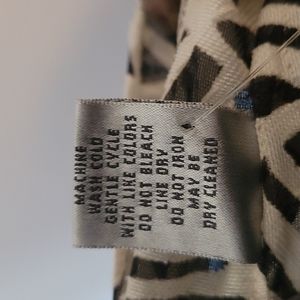 MACHINE
WASH COLD
GENTLE CYCLE
WITH LIKE COLORS
DO NOT BLEACH
LINE DRY
DO NOT IRON
MAY BE
DRY CLEANED